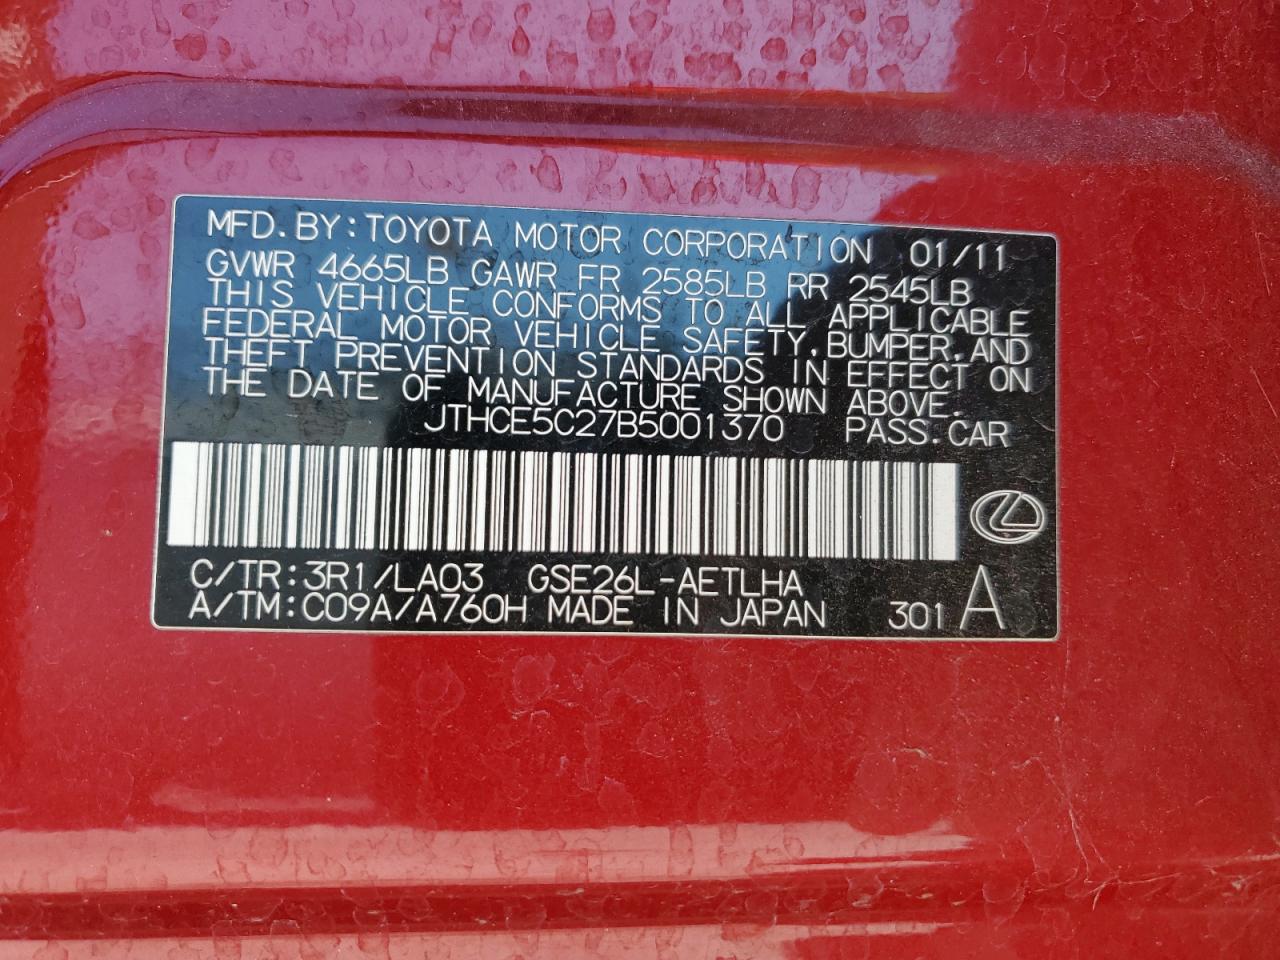 MFD.BY:TOYOTA MOTOR CORPORATION 01/11
GVWR 4665LB GAWR FR 2585LB RR 2545LB
THIS VEHICLE CONFORMS TO ALL APPLICABLE
FEDERAL MOTOR VEHICLE SAFETY,BUMPER,AND
THEFT PREVENTION STANDARDS IN EFFECT ON
THE DATE OF MANUFACTURE SHOWN ABOVE.
JTHCE5C27B5001370 PASS.CAR
C/TR:3R1/LA03 GSE26L-AETLHA
A/TM:C09A/A760H MADE IN JAPAN 301 A